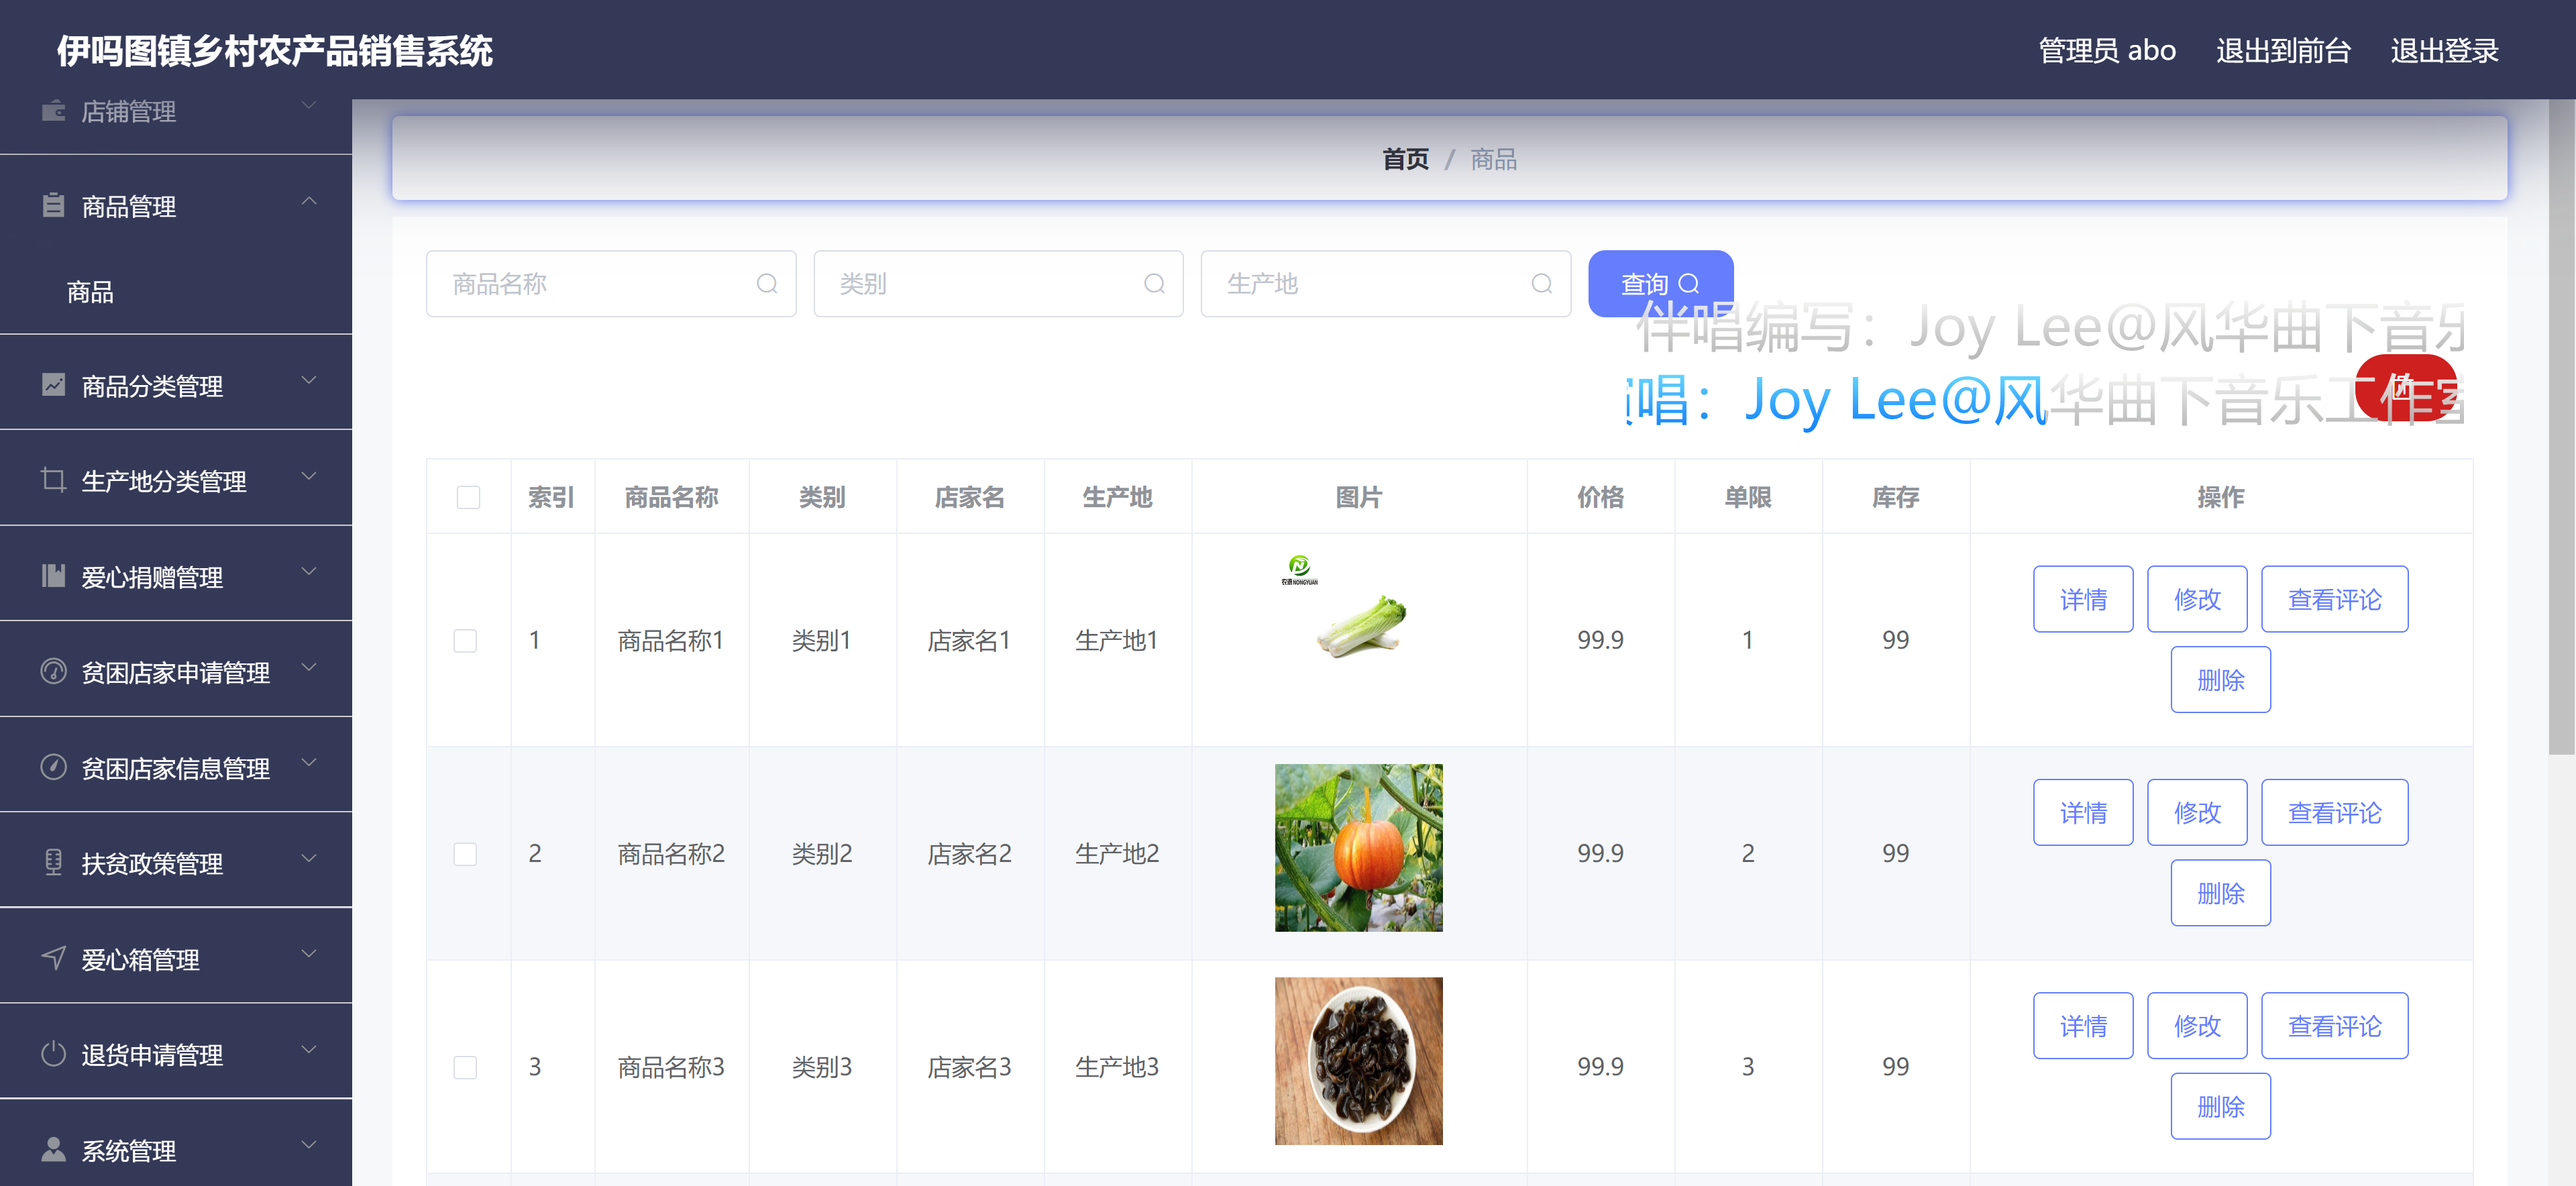 伊吗图镇乡村农产品销售系统
管理员 abo 退出到前台 退出登录
店铺管理
商品管理
商品
商品分类管理
生产地分类管理
爱心捐赠管理
贫困店家申请管理
贫困店家信息管理
扶贫政策管理
爱心箱管理
退货申请管理
系统管理
首页 / 商品
商品名称 类别 生产地 查询
伴唱编写：Joy Lee@风华曲下音乐
唱：Joy Lee@风华曲下音乐工作室
索引 商品名称 类别 店家名 生产地 图片 价格 单限 库存 操作
农源 NONGYUAN
1 商品名称1 类别1 店家名1 生产地1 99.9 1 99 详情 修改 查看评论
删除
2 商品名称2 类别2 店家名2 生产地2 99.9 2 99 详情 修改 查看评论
删除
3 商品名称3 类别3 店家名3 生产地3 99.9 3 99 详情 修改 查看评论
删除